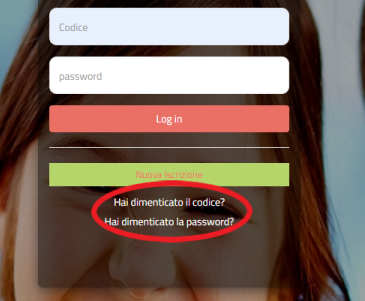 Codice
password
Log in
Nuova Iscrizione
Hai dimenticato il codice?
Hai dimenticato la password?